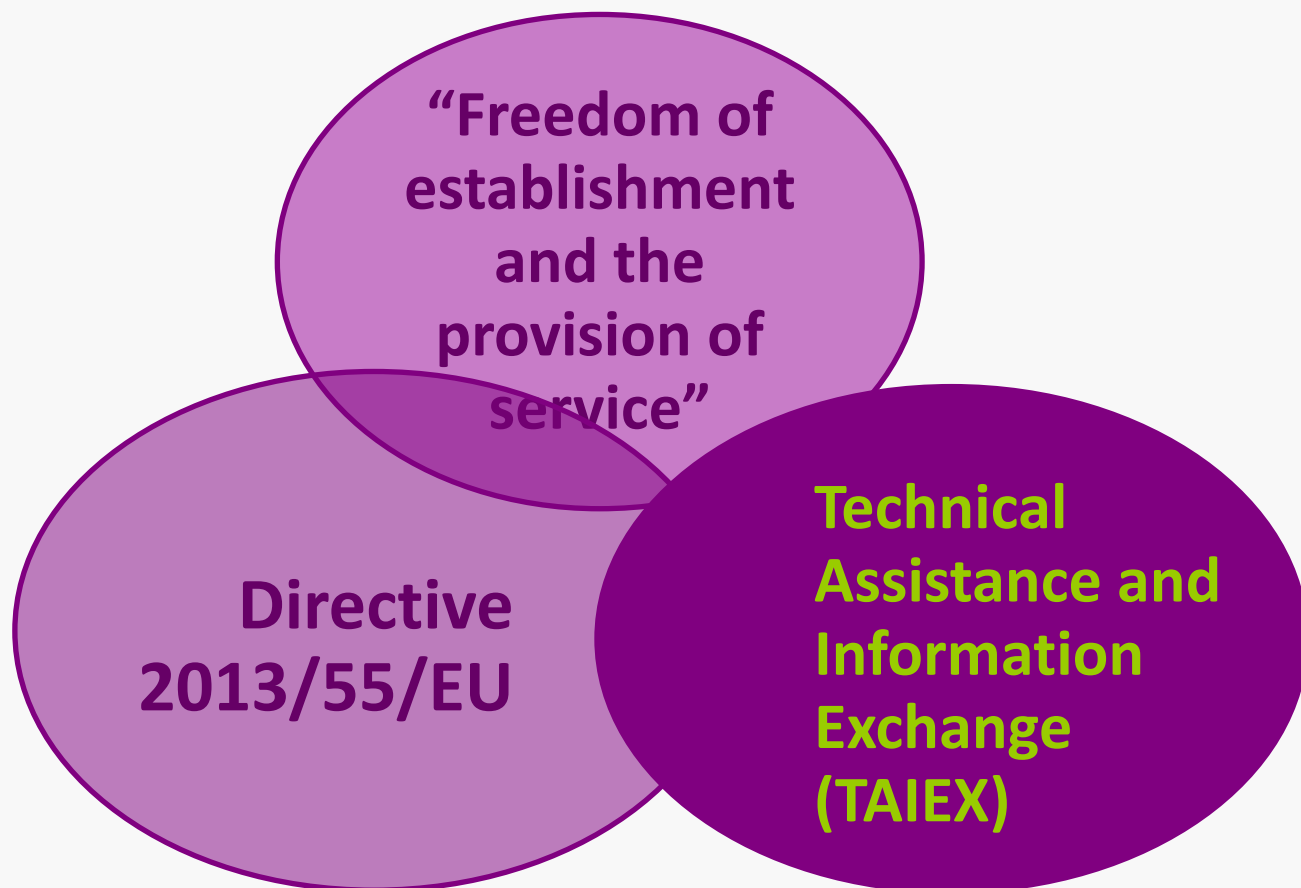 “Freedom of
establishment
and the
provision of
service”
Directive
2013/55/EU
Technical
Assistance and
Information
Exchange
(TAIEX)